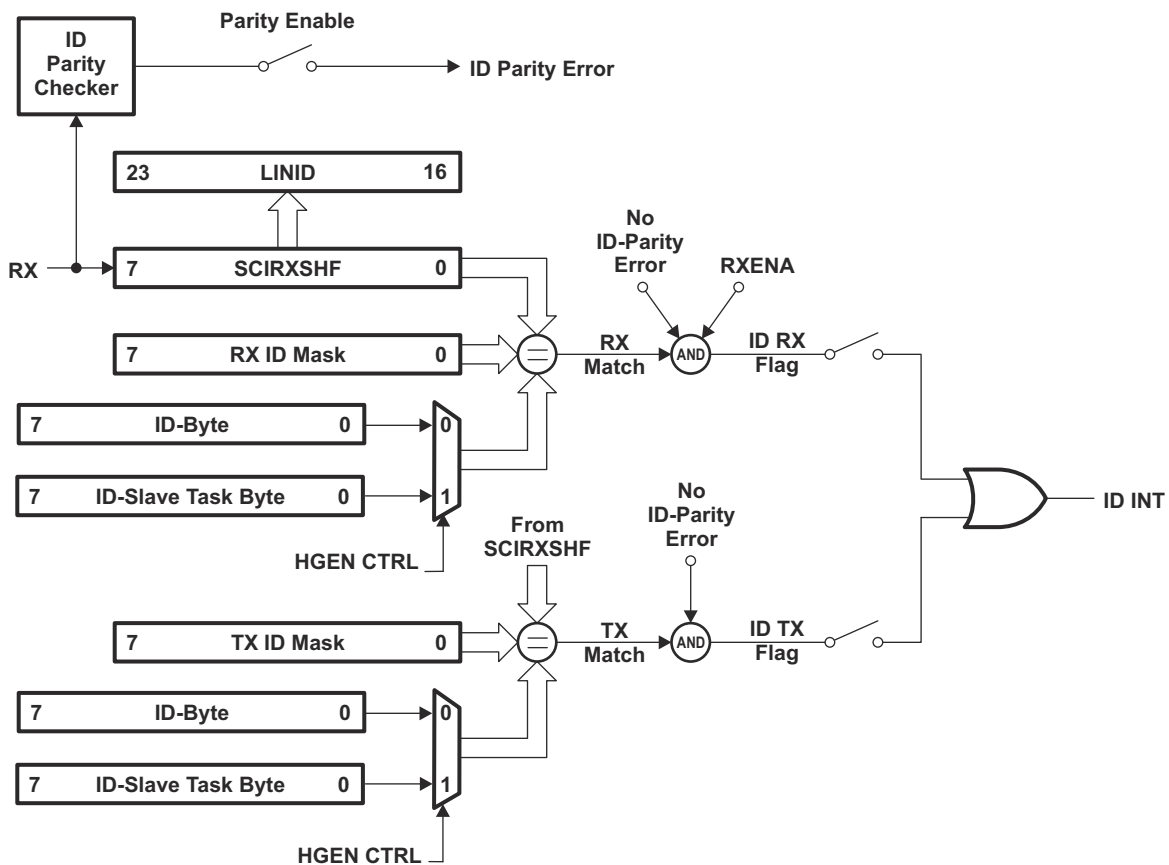 Parity Enable
ID
Parity
Checker
ID Parity Error
23 LINID 16
No
ID-Parity
Error
RXENA
RX
7 SCIRXSHF 0
7 RX ID Mask 0
RX
Match
AND
ID RX
Flag
7 ID-Byte 0
0
7 ID-Slave Task Byte 0
1
HGEN CTRL
From
SCIRXSHF
No
ID-Parity
Error
ID INT
7 TX ID Mask 0
TX
Match
AND
ID TX
Flag
7 ID-Byte 0
0
7 ID-Slave Task Byte 0
1
HGEN CTRL